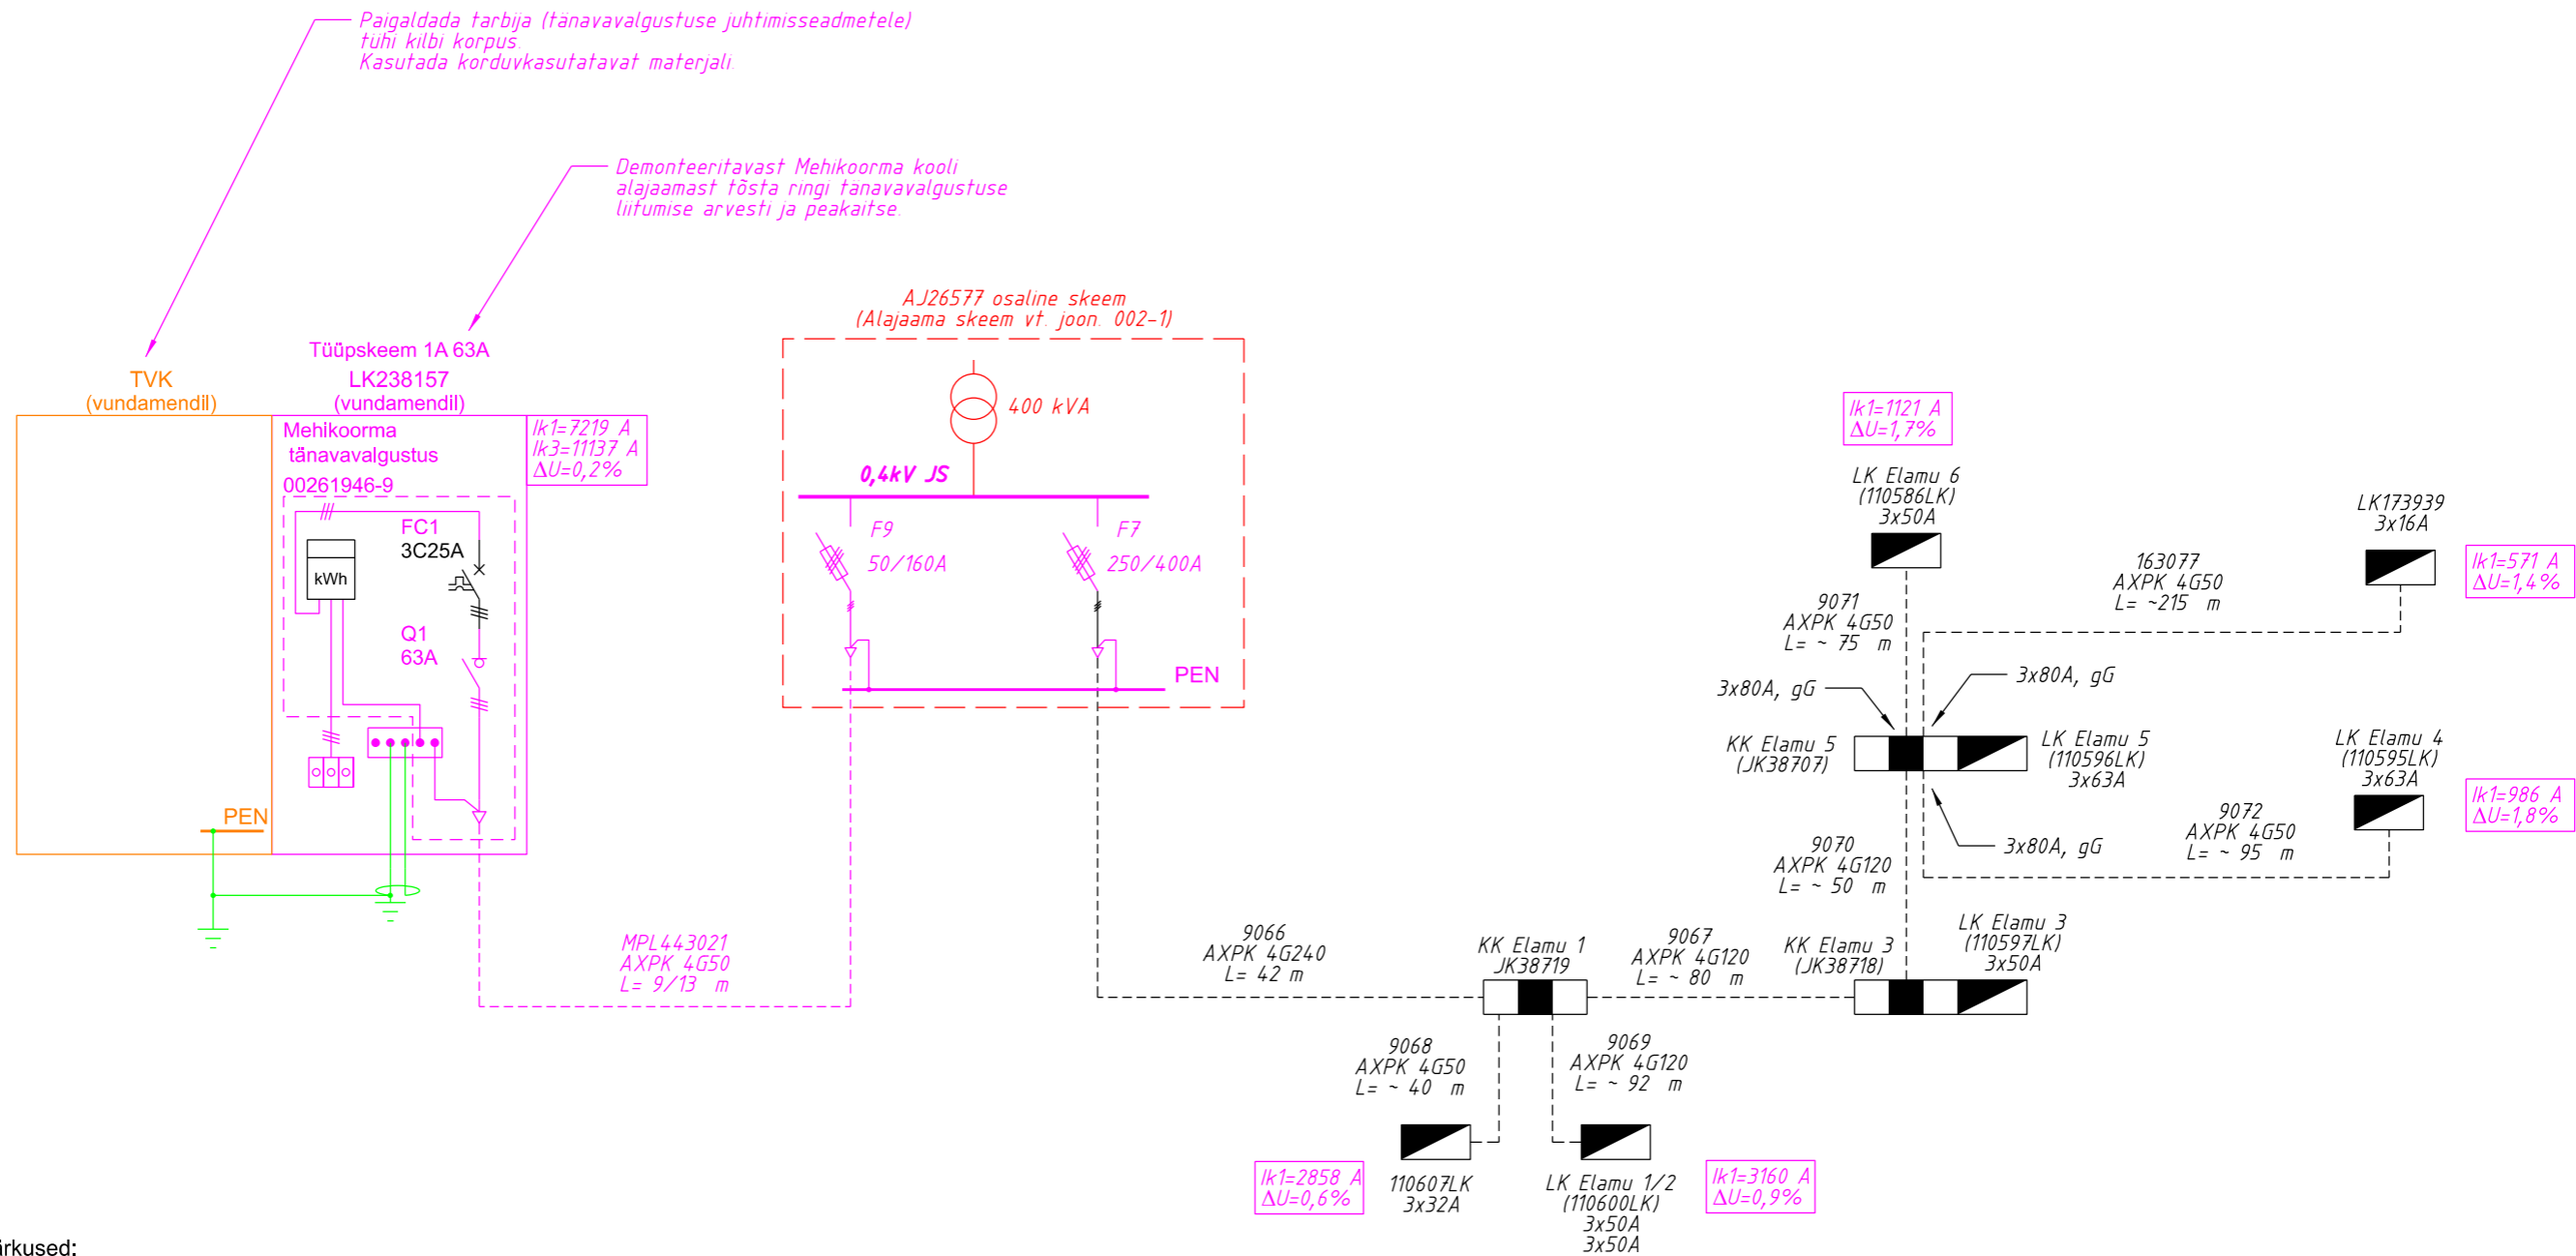 Paigaldada tarbija (tänavavalgustuse juhtimisseadmetele)
tühi kilbi korpus.
Kasutada korduvkasutatavat materjali.
Demonteeritavast Mehikoorma kooli
alajaamast tõsta ringi tänavavalgustuse
liitumise arvesti ja peakaitse.
Tüüpskeem 1A 63A
TVK
(vundamendil)
LK238157
(vundamendil)
Mehikoorma
tänavavalgustus
00261946-9
Ik1=7219 A
Ik3=11137 A
ΔU=0,2%
FC1
3C25A
kWh
Q1
63A
PEN
MPL443021
AXPK 4G50
L= 9/13 m
AJ26577 osaline skeem
(Alajaama skeem vt. joon. 002-1)
400 kVA
0,4kV JS
F9
50/160A
F7
250/400A
PEN
9066
AXPK 4G240
L= 42 m
KK Elamu 1
JK38719
9067
AXPK 4G120
L= ~ 80 m
KK Elamu 3
(JK38718)
LK Elamu 3
(110597LK)
3x50A
9068
AXPK 4G50
L= ~ 40 m
9069
AXPK 4G120
L= ~ 92 m
Ik1=2858 A
ΔU=0,6%
110607LK
3x32A
LK Elamu 1/2
(110600LK)
3x50A
3x50A
Ik1=3160 A
ΔU=0,9%
Ik1=1121 A
ΔU=1,7%
LK Elamu 6
(110586LK)
3x50A
9071
AXPK 4G50
L= ~ 75 m
163077
AXPK 4G50
L= ~215 m
LK173939
3x16A
Ik1=571 A
ΔU=1,4%
3x80A, gG
3x80A, gG
KK Elamu 5
(JK38707)
LK Elamu 5
(110596LK)
3x63A
3x80A, gG
9070
AXPK 4G120
L= ~ 50 m
9072
AXPK 4G50
L= ~ 95 m
LK Elamu 4
(110595LK)
3x63A
Ik1=986 A
ΔU=1,8%
ärkused: